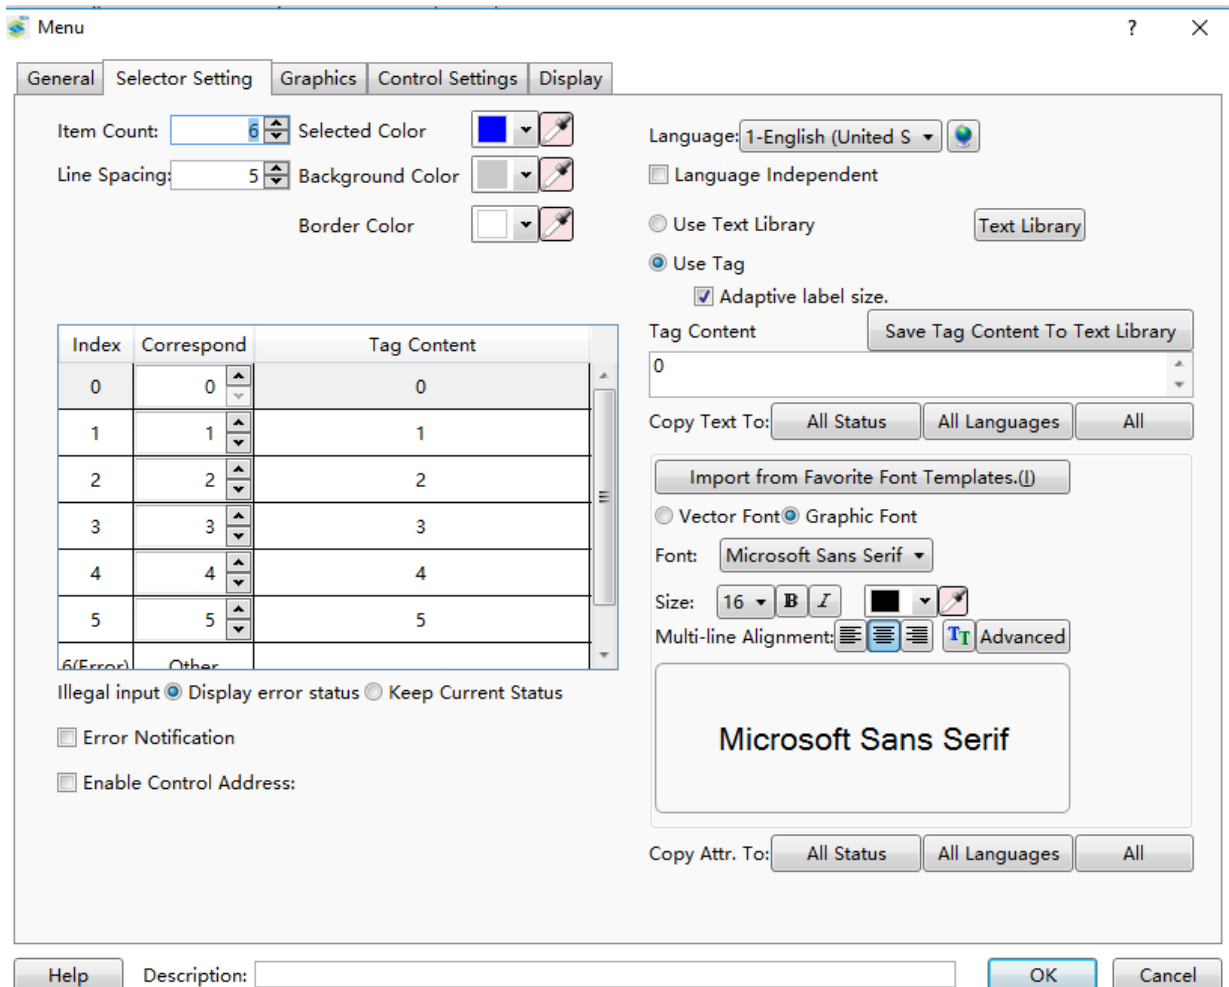 Menu
?
General Selector Setting Graphics Control Settings Display
Item Count: 6 Selected Color
Line Spacing: 5 Background Color
Border Color
Language: 1-English (United S
Language Independent
Use Text Library Text Library
Use Tag
Adaptive label size.
Tag Content Save Tag Content To Text Library
0
Copy Text To: All Status All Languages All
Index Correspond Tag Content
0 0 0
1 1 1
2 2 2
3 3 3
4 4 4
5 5 5
6(Error) Other
Illegal input Display error status Keep Current Status
Error Notification
Enable Control Address:
Import from Favorite Font Templates.(I)
Vector Font Graphic Font
Font: Microsoft Sans Serif
Size: 16 B I
Multi-line Alignment: TT Advanced
Microsoft Sans Serif
Copy Attr. To: All Status All Languages All
Help Description: OK Cancel